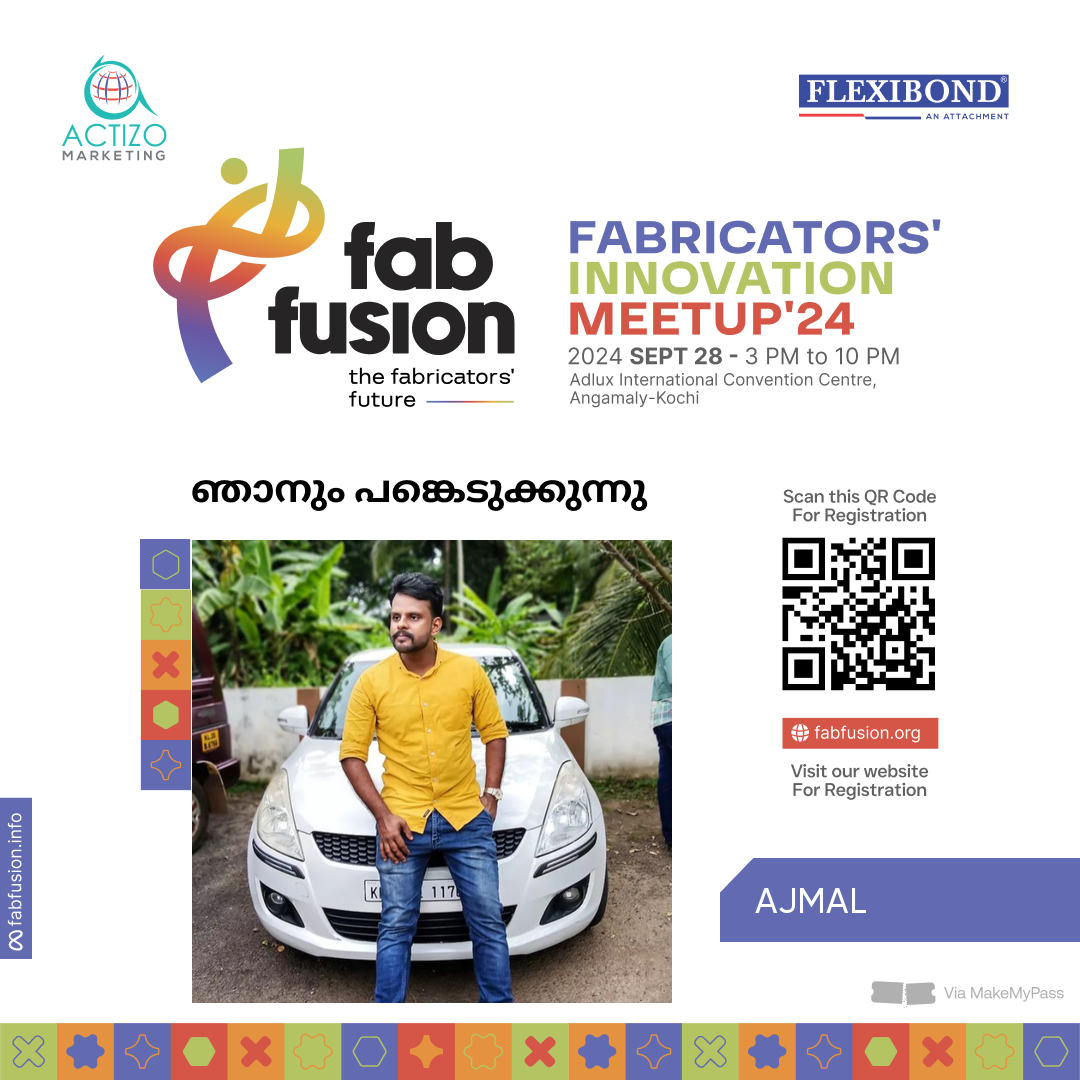 ACTIZO
MARKETING
FLEXIBOND®
AN ATTACHMENT
fab
fusion
the fabricators'
future
FABRICATORS'
INNOVATION
MEETUP'24
2024 SEPT 28 - 3 PM to 10 PM
Adlux International Convention Centre,
Angamaly-Kochi
ഞാനും പങ്കെടുക്കുന്നു
Scan this QR Code
For Registration
fabfusion.org
Visit our website
For Registration
fabfusion.info
AJMAL
Via MakeMyPass